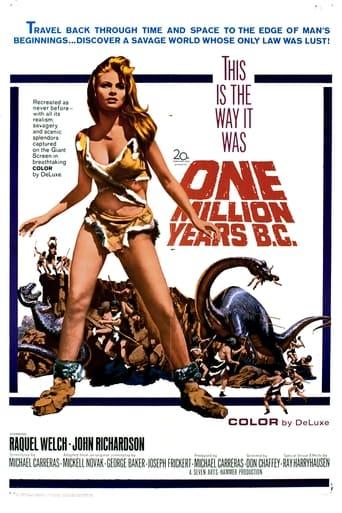 TRAVEL BACK THROUGH TIME AND SPACE TO THE EDGE OF MAN'S
BEGINNINGS...DISCOVER A SAVAGE WORLD WHOSE ONLY LAW WAS LUST!
THIS
IS THE
WAY IT
WAS
Recreated as
never before–
with all its
realism,
savagery
and scenic
splendors
captured
on the Giant
Screen in
breathtaking
COLOR
by DeLuxe
20
ONE
MILLION
YEARS B.C.
COLOR by DeLuxe
RAQUEL WELCH · JOHN RICHARDSON
MICHAEL CARRERAS · MICKELL NOVAK · GEORGE BAKER · JOSEPH FRICKERT · MICHAEL CARRERAS · DON CHAFFEY · RAY HARRYHAUSEN
A SEVEN ARTS-HAMMER PRODUCTION